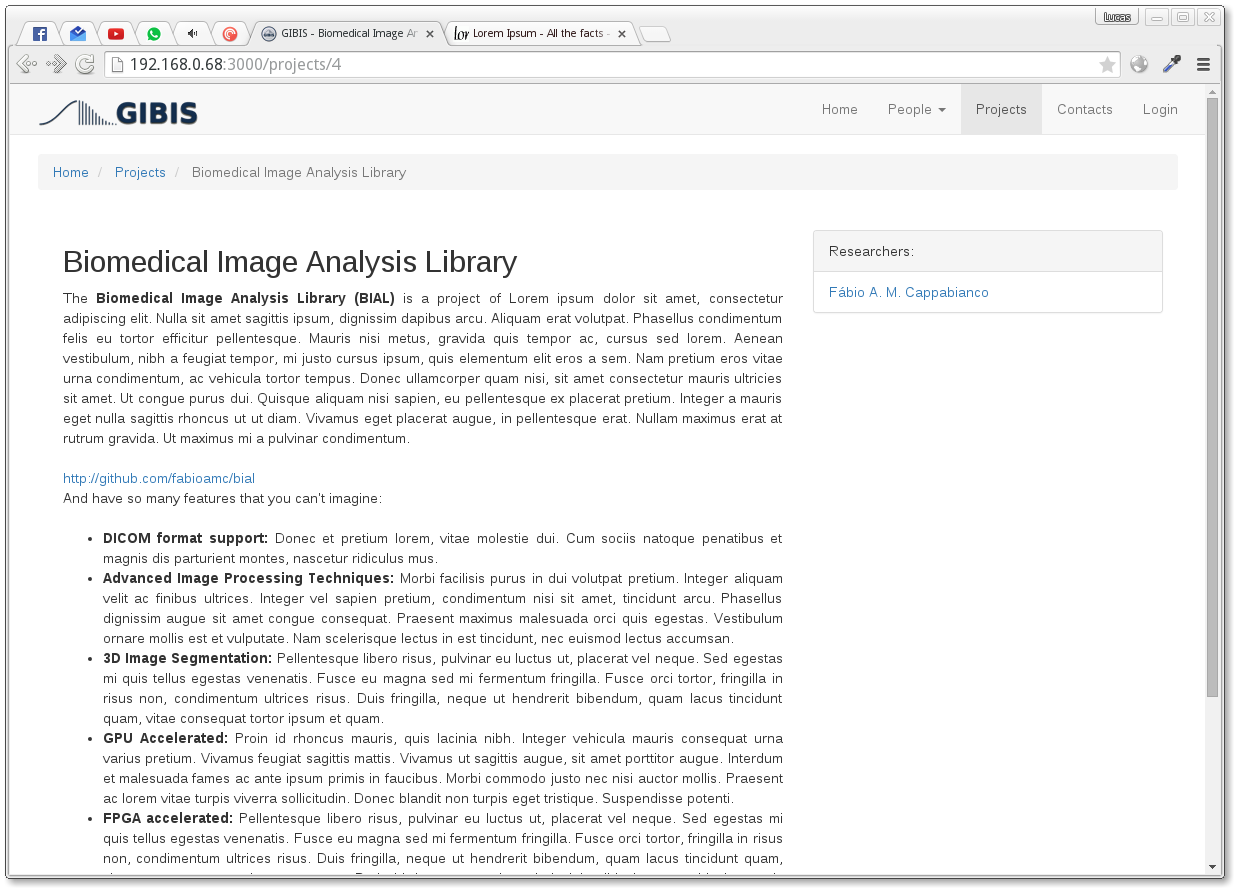 lucas
GIBIS - Biomedical Image Ar
lor Lorem Ipsum - All the facts -
192.168.0.68:3000/projects/4
GIBIS
Home
People
Projects
Contacts
Login
Home / Projects / Biomedical Image Analysis Library
Biomedical Image Analysis Library
The Biomedical Image Analysis Library (BIAL) is a project of Lorem ipsum dolor sit amet, consectetur
adipiscing elit. Nulla sit amet sagittis ipsum, dignissim dapibus arcu. Aliquam erat volutpat. Phasellus condimentum
felis eu tortor efficitur pellentesque. Mauris nisi metus, gravida quis tempor ac, cursus sed lorem. Aenean
vestibulum, nibh a feugiat tempor, mi justo cursus ipsum, quis elementum elit eros a sem. Nam pretium eros vitae
urna condimentum, ac vehicula tortor tempus. Donec ullamcorper quam nisi, sit amet consectetur mauris ultricies
sit amet. Ut congue purus dui. Quisque aliquam nisi sapien, eu pellentesque ex placerat pretium. Integer a mauris
eget nulla sagittis rhoncus ut ut diam. Vivamus eget placerat augue, in pellentesque erat. Nullam maximus erat at
rutrum gravida. Ut maximus mi a pulvinar condimentum.
http://github.com/fabioamc/bial
And have so many features that you can't imagine:
• DICOM format support: Donec et pretium lorem, vitae molestie dui. Cum sociis natoque penatibus et
magnis dis parturient montes, nascetur ridiculus mus.
• Advanced Image Processing Techniques: Morbi facilisis purus in dui volutpat pretium. Integer aliquam
velit ac finibus ultrices. Integer vel sapien pretium, condimentum nisi sit amet, tincidunt arcu. Phasellus
dignissim augue sit amet congue consequat. Praesent maximus malesuada orci quis egestas. Vestibulum
ornare mollis est et vulputate. Nam scelerisque lectus in est tincidunt, nec euismod lectus accumsan.
• 3D Image Segmentation: Pellentesque libero risus, pulvinar eu luctus ut, placerat vel neque. Sed egestas
mi quis tellus egestas venenatis. Fusce eu magna sed mi fermentum fringilla. Fusce orci tortor, fringilla in
risus non, condimentum ultrices risus. Duis fringilla, neque ut hendrerit bibendum, quam lacus tincidunt
quam, vitae consequat tortor ipsum et quam.
• GPU Accelerated: Proin id rhoncus mauris, quis lacinia nibh. Integer vehicula mauris consequat urna
varius pretium. Vivamus feugiat sagittis mattis. Vivamus ut sagittis augue, sit amet porttitor augue. Interdum
et malesuada fames ac ante ipsum primis in faucibus. Morbi commodo justo nec nisi auctor mollis. Praesent
ac lorem vitae turpis viverra sollicitudin. Donec blandit non turpis eget tristique. Suspendisse potenti.
• FPGA accelerated: Pellentesque libero risus, pulvinar eu luctus ut, placerat vel neque. Sed egestas mi
quis tellus egestas venenatis. Fusce eu magna sed mi fermentum fringilla. Fusce orci tortor, fringilla in risus
non, condimentum ultrices risus. Duis fringilla, neque ut hendrerit bibendum, quam lacus tincidunt quam,
Researchers:
Fábio A. M. Cappabianco